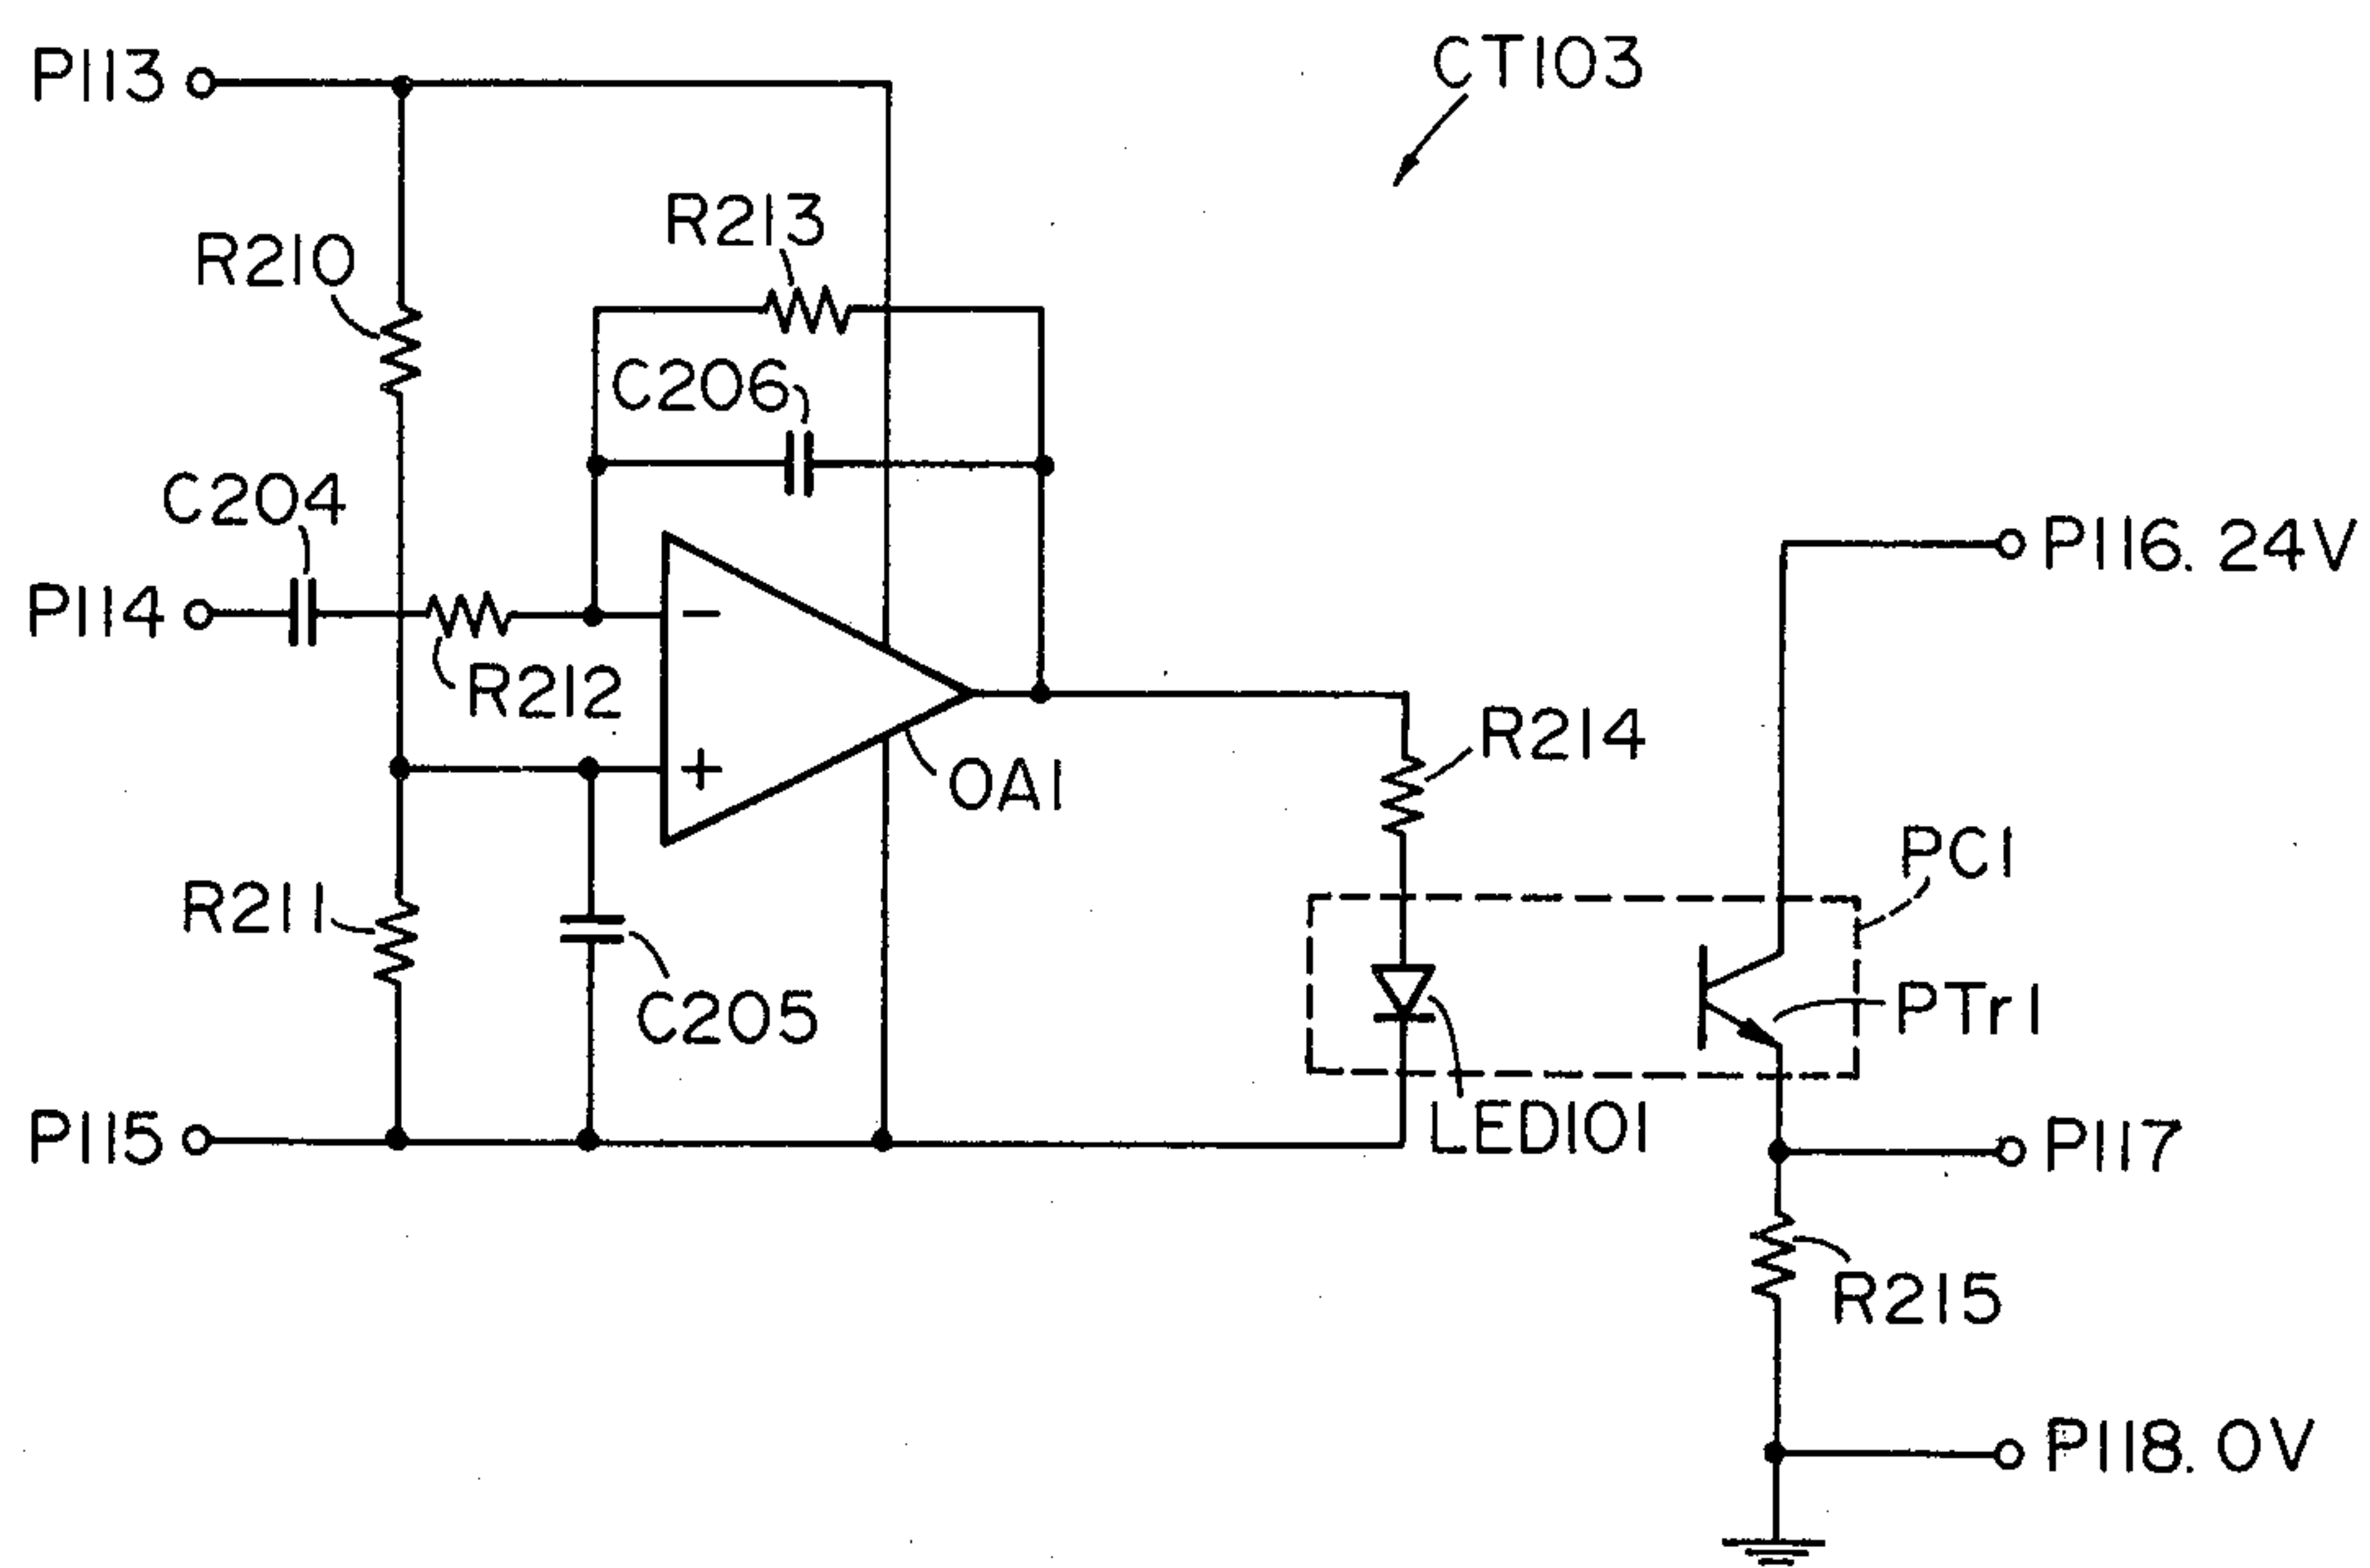 P113
CT103
R213
R210
C206
C204
P114
R212
P116. 24V
R214
OA1
PC1
R211
C205
PTr1
P115
LED101
P117
R215
P118. 0V
−
+